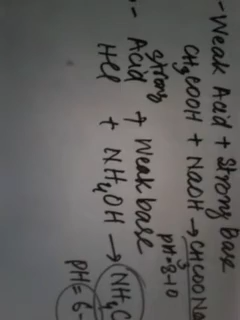 - Weak Acid + Strong base
CH3COOH + NaOH → CH3COONa
pH = 8-10
- Acid + Weak base
strong
HCl + NH4OH → NH4C
pH = 6-